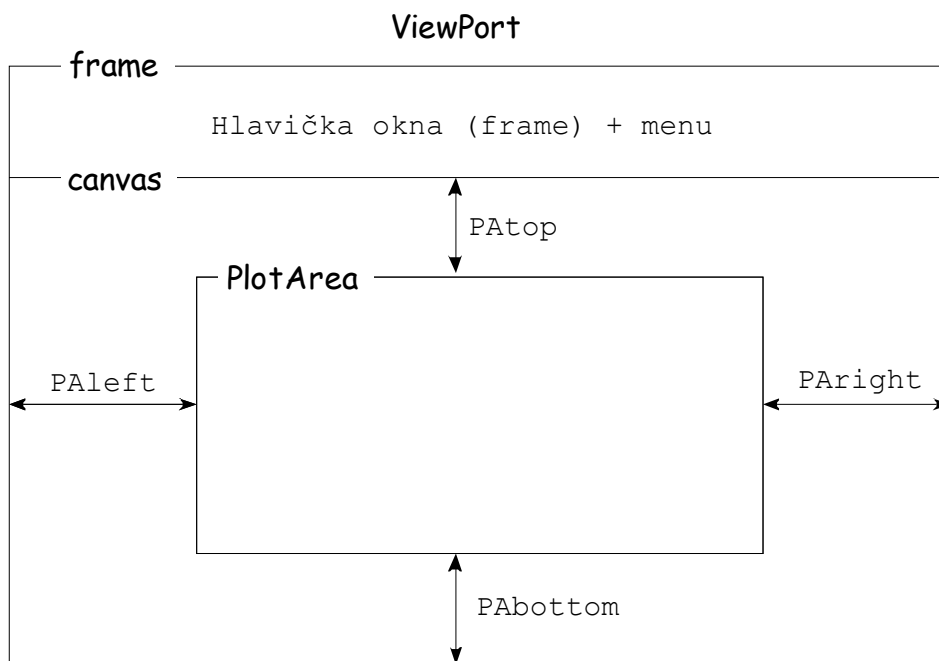 ViewPort
frame
Hlavička okna (frame) + menu
canvas
PAtop
PlotArea
PAleft
PAright
PAbottom